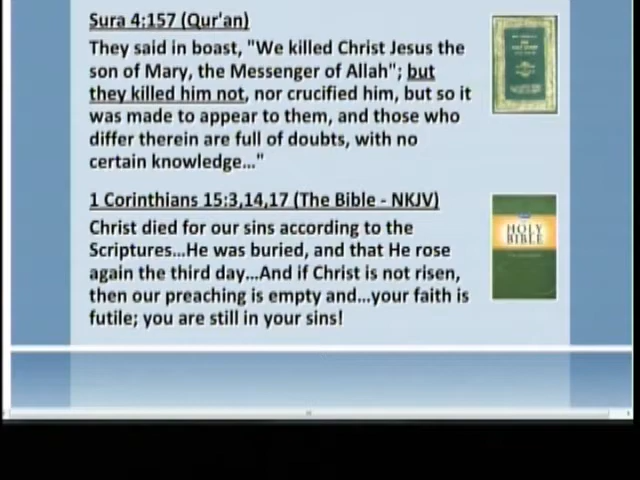 Sura 4:157 (Qur'an)
They said in boast, "We killed Christ Jesus the
son of Mary, the Messenger of Allah"; but
they killed him not, nor crucified him, but so it
was made to appear to them, and those who
differ therein are full of doubts, with no
certain knowledge..."
1 Corinthians 15:3,14,17 (The Bible - NKJV)
Christ died for our sins according to the
Scriptures...He was buried, and that He rose
again the third day...And if Christ is not risen,
then our preaching is empty and...your faith is
futile; you are still in your sins!
HOLY
BIBLE